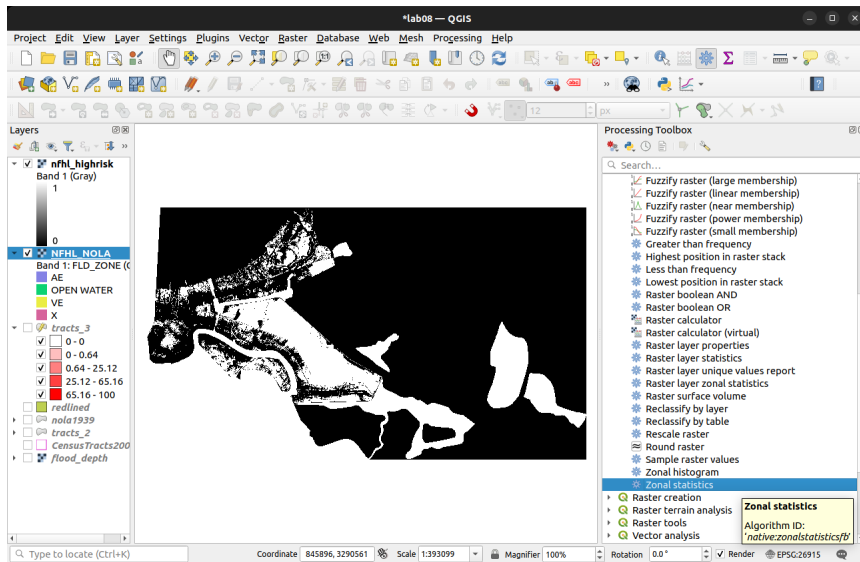 *lab08 — QGIS
Project Edit View Layer Settings Plugins Vector Raster Database Web Mesh Processing Help
12
px
Layers
nfhl_highrisk
Band 1 (Gray)
1
0
NFHL_NOLA
Band 1: FLD_ZONE (
AE
OPEN WATER
VE
X
tracts_3
0 - 0
0 - 0.64
0.64 - 25.12
25.12 - 65.16
65.16 - 100
redlined
nola1939
tracts_2
CensusTracts200
flood_depth
Processing Toolbox
Search...
Fuzzify raster (large membership)
Fuzzify raster (linear membership)
Fuzzify raster (near membership)
Fuzzify raster (power membership)
Fuzzify raster (small membership)
Greater than frequency
Highest position in raster stack
Less than frequency
Lowest position in raster stack
Raster boolean AND
Raster boolean OR
Raster calculator
Raster calculator (virtual)
Raster layer properties
Raster layer statistics
Raster layer unique values report
Raster layer zonal statistics
Raster surface volume
Reclassify by layer
Reclassify by table
Rescale raster
Round raster
Sample raster values
Zonal histogram
Zonal statistics
Raster creation
Raster terrain analysis
Raster tools
Vector analysis
Zonal statistics
Algorithm ID:
'native:zonalstatisticsfb'
Type to locate (Ctrl+K)
Coordinate 845896, 3290561 Scale 1:393099 Magnifier 100% Rotation 0.0° Render EPSG:26915